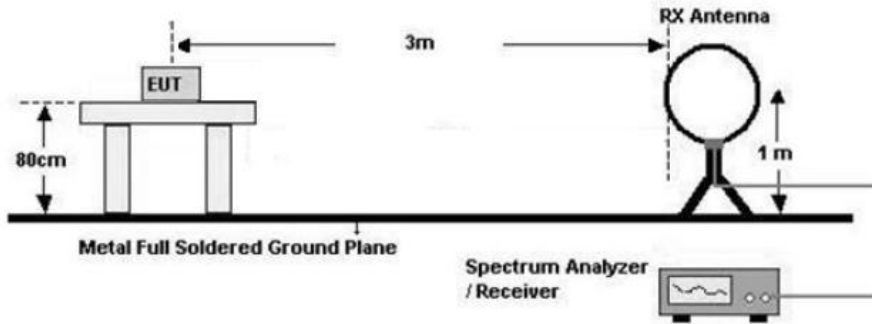 RX Antenna
3m
EUT
80cm
1 m
Metal Full Soldered Ground Plane
Spectrum Analyzer
/ Receiver